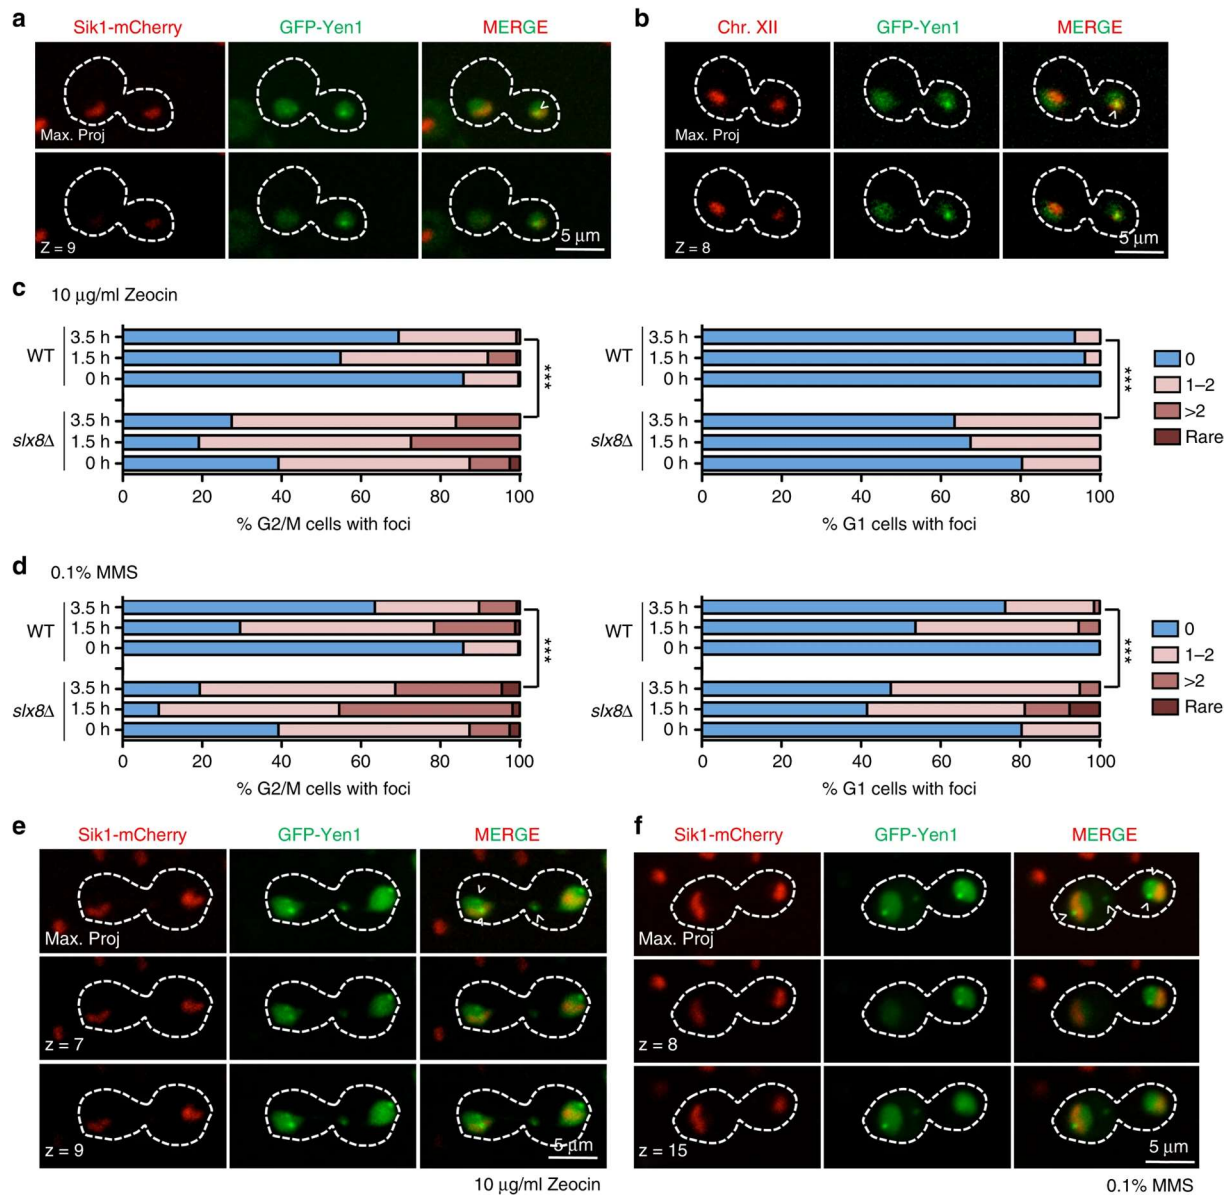 a
Sik1-mCherry GFP-Yen1 MERGE
Max. Proj
Z = 9
5 μm
b
Chr. XII GFP-Yen1 MERGE
Max. Proj
Z = 8
5 μm
c
10 μg/ml Zeocin
WT
3.5 h
1.5 h
0 h
slx8Δ
3.5 h
1.5 h
0 h
***
0 20 40 60 80 100
% G2/M cells with foci
WT
3.5 h
1.5 h
0 h
slx8Δ
3.5 h
1.5 h
0 h
***
0 20 40 60 80 100
% G1 cells with foci
0
1–2
>2
Rare
d
0.1% MMS
WT
3.5 h
1.5 h
0 h
slx8Δ
3.5 h
1.5 h
0 h
***
0 20 40 60 80 100
% G2/M cells with foci
WT
3.5 h
1.5 h
0 h
slx8Δ
3.5 h
1.5 h
0 h
***
0 20 40 60 80 100
% G1 cells with foci
0
1–2
>2
Rare
e
Sik1-mCherry GFP-Yen1 MERGE
Max. Proj
z = 7
z = 9
5 μm
10 μg/ml Zeocin
f
Sik1-mCherry GFP-Yen1 MERGE
Max. Proj
z = 8
z = 15
5 μm
0.1% MMS